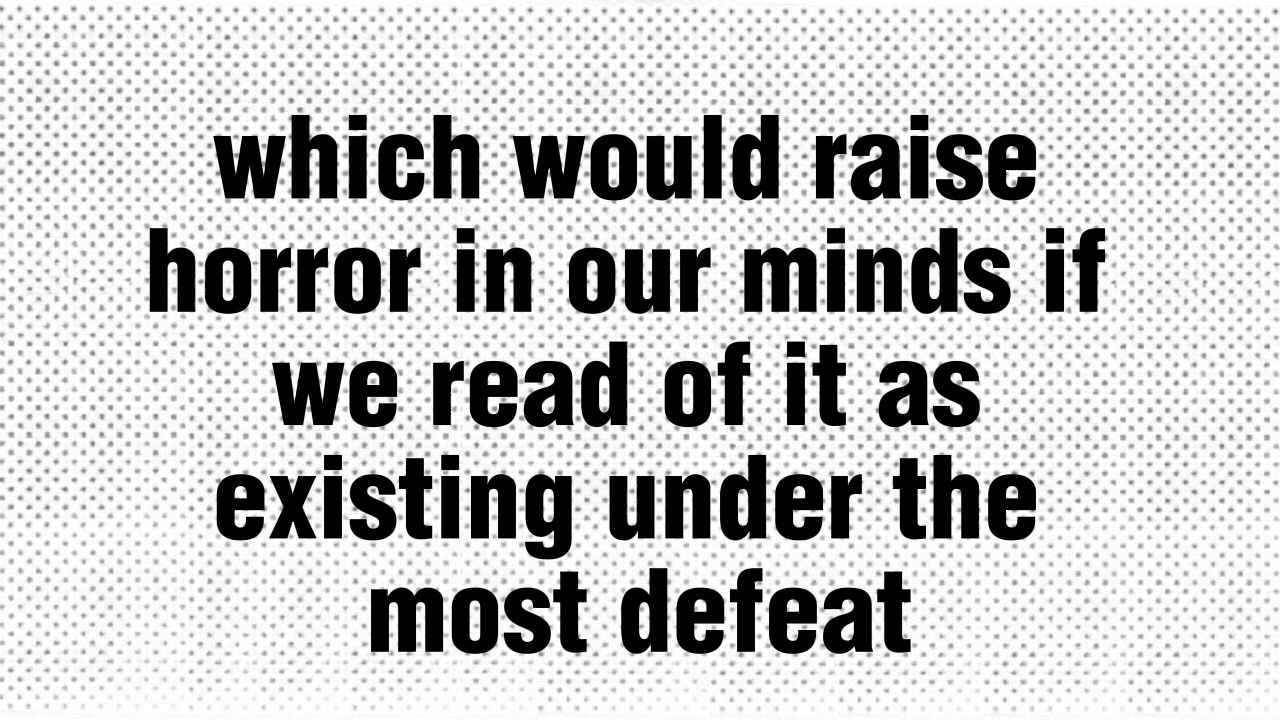 which would raise
horror in our minds if
we read of it as
existing under the
most defeat